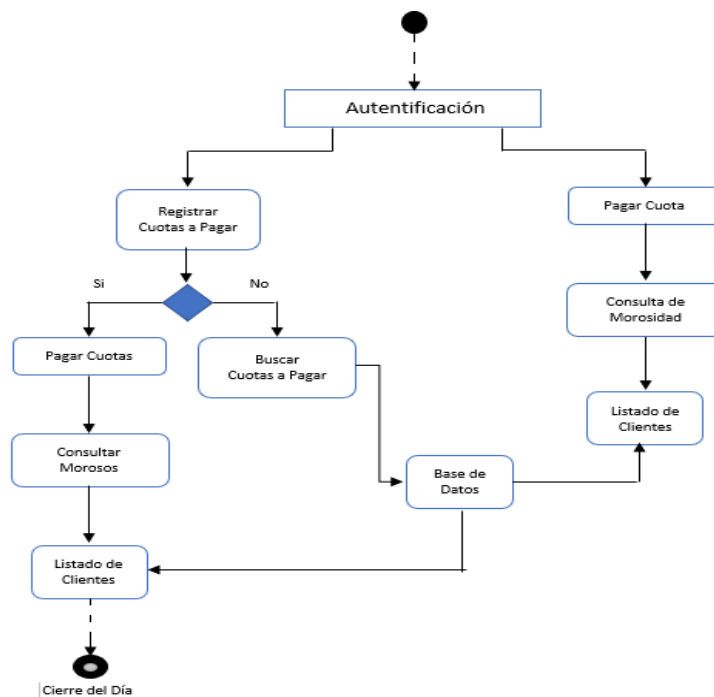 Autentificación
Registrar
Cuotas a Pagar
Pagar Cuota
Si
No
Consulta de
Morosidad
Pagar Cuotas
Buscar
Cuotas a Pagar
Listado de
Clientes
Consultar
Morosos
Base de
Datos
Listado de
Clientes
Cierre del Día